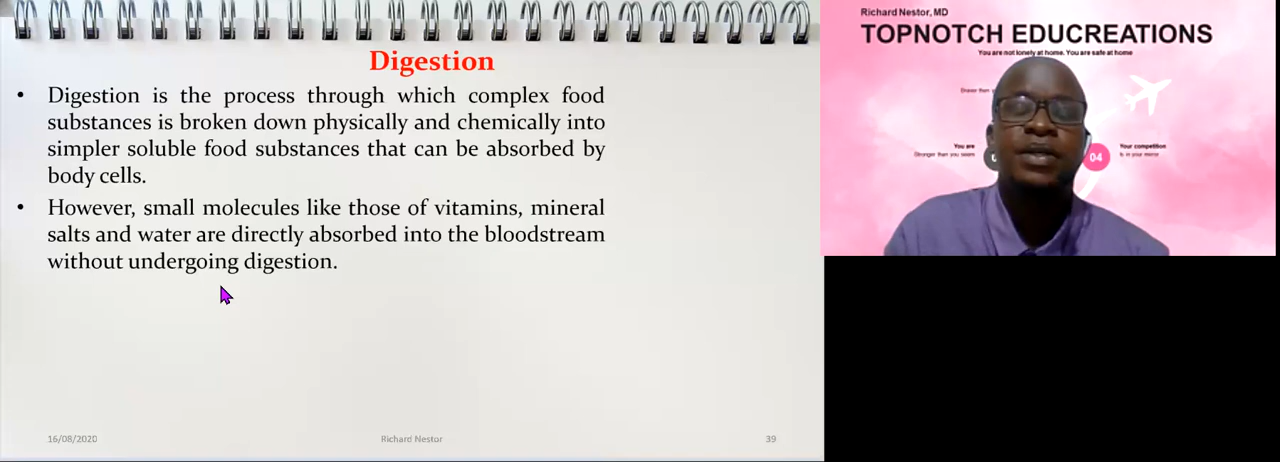 Digestion
• Digestion is the process through which complex food
substances is broken down physically and chemically into
simpler soluble food substances that can be absorbed by
body cells.
• However, small molecules like those of vitamins, mineral
salts and water are directly absorbed into the bloodstream
without undergoing digestion.
16/08/2020
Richard Nestor
39
Richard Nestor, MD
TOPNOTCH EDUCREATIONS
You are not lonely at home. You are safe at home
You are
Stronger than you seem
04
Your competition
is in your mirror